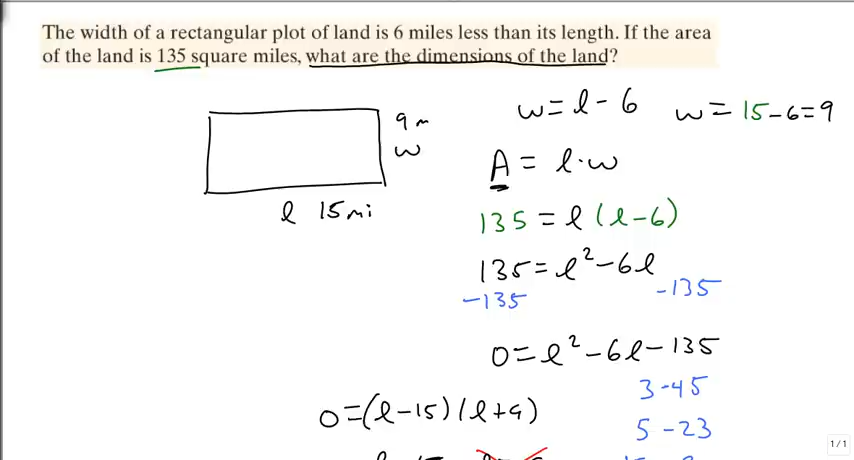 The width of a rectangular plot of land is 6 miles less than its length. If the area
of the land is 135 square miles, what are the dimensions of the land?
w = l - 6
w = 15 - 6 = 9
9 m
w
A = l · w
l 15 mi
135 = l (l - 6)
135 = l² - 6l
-135 -135
0 = l² - 6l - 135
3 -45
0 = (l - 15)(l + 9)
5 -23
1/1